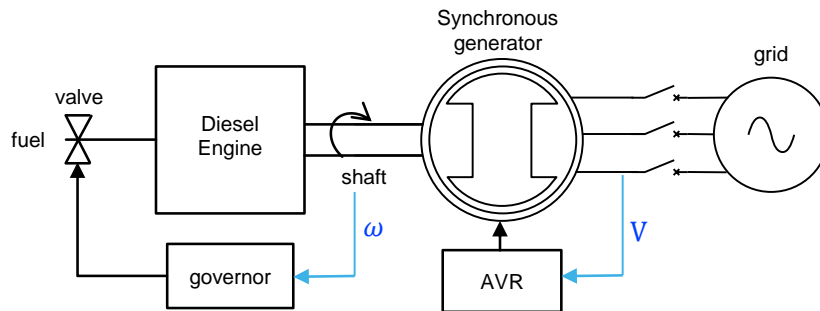 Synchronous
generator
grid
valve
fuel
Diesel
Engine
shaft
ω
V
governor
AVR